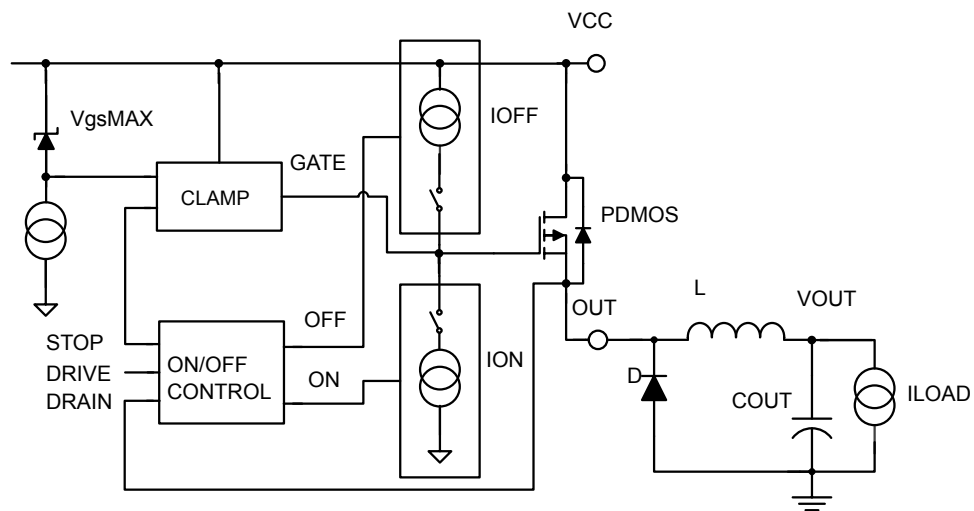 VCC
VgsMAX
IOFF
GATE
CLAMP
PDMOS
L
OUT
VOUT
OFF
STOP
ON/OFF
ION
DRIVE
ON
CONTROL
D
DRAIN
COUT
ILOAD